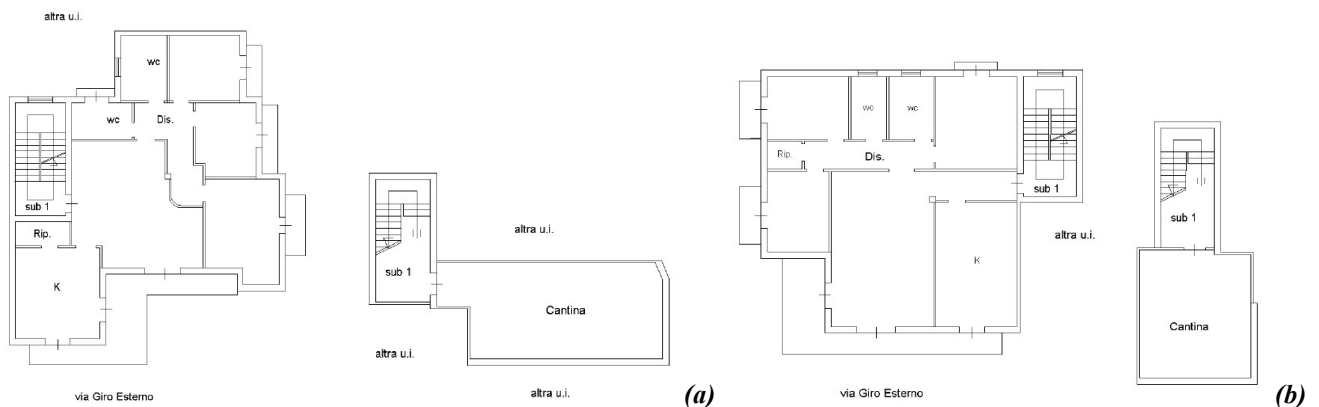 altra u.i.
wc
wc
Dis.
sub 1
Rip.
K
via Giro Esterno
altra u.i.
sub 1
Cantina
altra u.i.
altra u.i.
(a)
wc
wc
Rip.
Dis.
sub 1
altra u.i.
K
via Giro Esterno
sub 1
Cantina
(b)